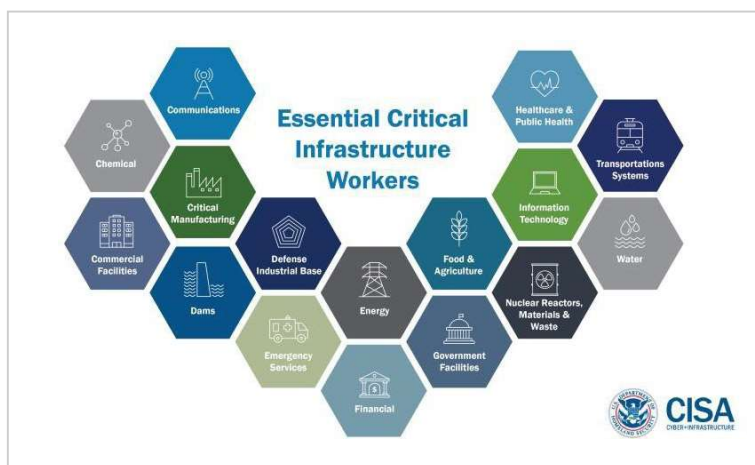 Communications
Healthcare &
Public Health
Essential Critical
Infrastructure
Workers
Chemical
Transportations
Systems
Critical
Manufacturing
Information
Technology
Commercial
Facilities
Defense
Industrial Base
Food &
Agriculture
Water
Dams
Energy
Nuclear Reactors,
Materials &
Waste
Emergency
Services
Government
Facilities
Financial
CISA
CYBER+INFRASTRUCTURE